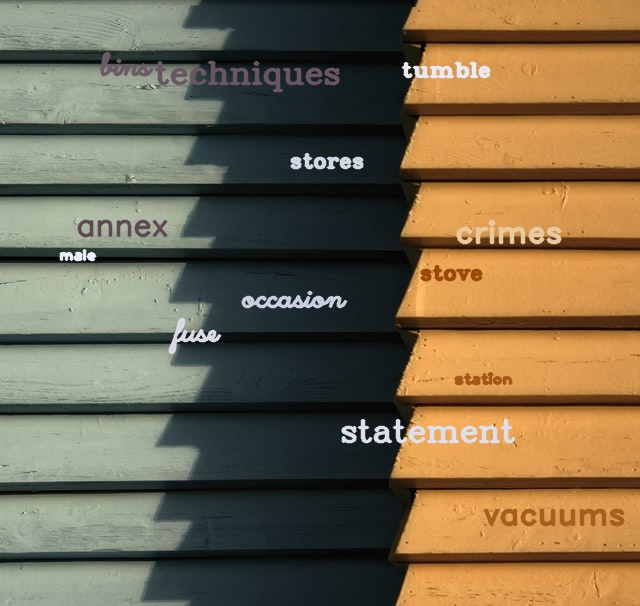 bins techniques tumble
stores
annex crimes
male
stove
occasion
fuse
station
statement
vacuums